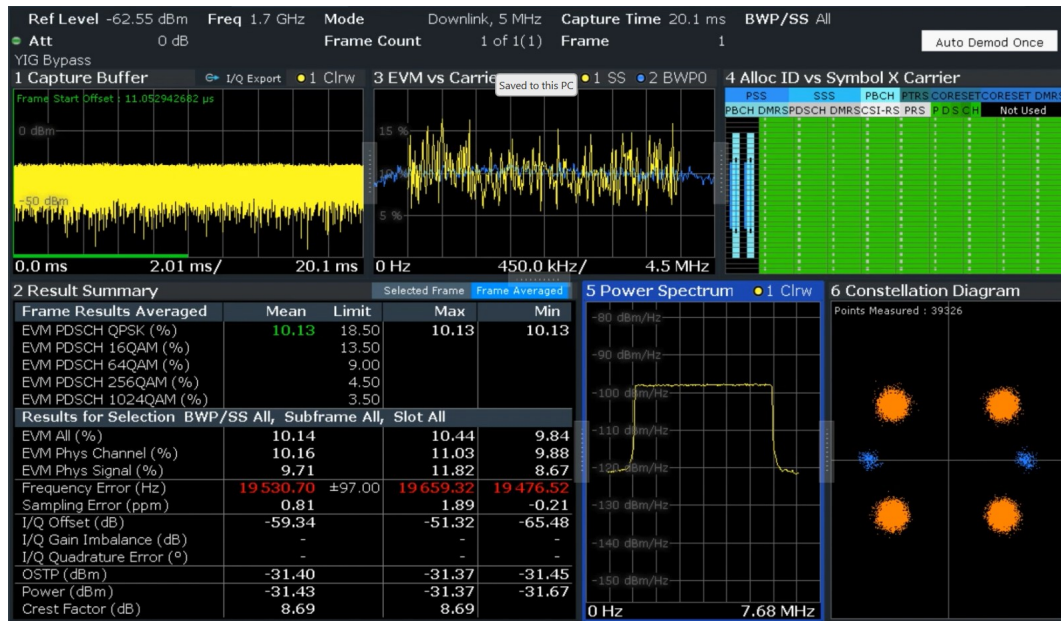 Ref Level -62.55 dBm Freq 1.7 GHz Mode Downlink, 5 MHz Capture Time 20.1 ms BWP/SS All
Att 0 dB Frame Count 1 of 1(1) Frame 1 Auto Demod Once
YIG Bypass
1 Capture Buffer I/Q Export 1 Clrw
Frame Start Offset : 11.052942682 µs
0 dBm
-50 dBm
0.0 ms 2.01 ms/ 20.1 ms
3 EVM vs Carrie 1 SS 2 BWP0
Saved to this PC
15 %
5 %
0 Hz 450.0 kHz/ 4.5 MHz
4 Alloc ID vs Symbol X Carrier
PSS SSS PBCH PTRS CORESET CORESET DMRS
PBCH DMRS PDSCH DMRS CSI-RS PRS PDSCH Not Used
2 Result Summary Selected Frame Frame Averaged
Frame Results Averaged Mean Limit Max Min
EVM PDSCH QPSK (%) 10.13 18.50 10.13 10.13
EVM PDSCH 16QAM (%) 13.50
EVM PDSCH 64QAM (%) 9.00
EVM PDSCH 256QAM (%) 4.50
EVM PDSCH 1024QAM (%) 3.50
Results for Selection BWP/SS All, Subframe All, Slot All
EVM All (%) 10.14 10.44 9.84
EVM Phys Channel (%) 10.16 11.03 9.88
EVM Phys Signal (%) 9.71 11.82 8.67
Frequency Error (Hz) 19530.70 ±97.00 19659.32 19476.52
Sampling Error (ppm) 0.81 1.89 -0.21
I/Q Offset (dB) -59.34 -51.32 -65.48
I/Q Gain Imbalance (dB) - - -
I/Q Quadrature Error (°) - - -
OSTP (dBm) -31.40 -31.37 -31.45
Power (dBm) -31.43 -31.37 -31.67
Crest Factor (dB) 8.69 8.69
5 Power Spectrum 1 Clrw
-80 dBm/Hz
-90 dBm/Hz
-100 dBm/Hz
-110 dBm/Hz
-120 dBm/Hz
-130 dBm/Hz
-140 dBm/Hz
-150 dBm/Hz
0 Hz 7.68 MHz
6 Constellation Diagram
Points Measured : 39326